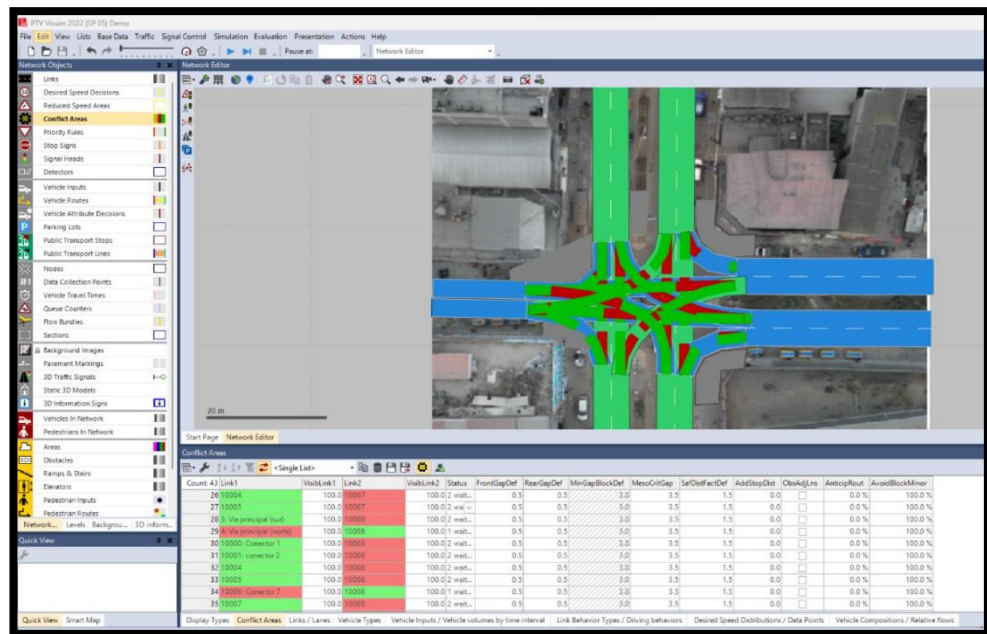 PTV Vissim 2022 (SP 05) Demo
File Edit View Lists Base Data Traffic Signal Control Simulation Evaluation Presentation Actions Help
Pause at: Network Editor
Network Objects
Network Editor
Links
Desired Speed Decisions
Reduced Speed Areas
Conflict Areas
Priority Rules
Stop Signs
Signal Heads
Detectors
Vehicle Inputs
Vehicle Routes
Vehicle Attribute Decisions
Parking Lots
Public Transport Stops
Public Transport Lines
Nodes
Data Collection Points
Vehicle Travel Times
Queue Counters
Flow Bundles
Sections
Background Images
Pavement Markings
3D Traffic Signals
Static 3D Models
3D Information Signs
Vehicles In Network
Pedestrians In Network
Areas
Obstacles
Ramps & Stairs
Elevators
Pedestrian Inputs
Pedestrian Routes
Network... Levels Backgrou... 3D inform...
Quick View
Quick View Smart Map
20 m
Start Page Network Editor
Conflict Areas
<Single List>
Count: 43 Link1 VisibLink1 Link2 VisibLink2 Status FrontGapDef RearGapDef MinGapBlockDef MesoCritGap SafDistFactDef AddStopDist ObsAdjLns AnticipRout AvoidBlockMinor
26 10004 100.0 10007 100.0 2 wait... 0.5 0.5 3.0 3.5 1.5 0.0 0.0 % 100.0 %
27 10005 100.0 10007 100.0 2 wai 0.5 0.5 3.0 3.5 1.5 0.0 0.0 % 100.0 %
28 3: Via principal (sur) 100.0 10008 100.0 2 wait... 0.5 0.5 3.0 3.5 1.5 0.0 0.0 % 100.0 %
29 4: Via principal (norte) 100.0 10008 100.0 1 wait... 0.5 0.5 3.0 3.5 1.5 0.0 0.0 % 100.0 %
30 10000: Conector 1 100.0 10008 100.0 2 wait... 0.5 0.5 3.0 3.5 1.5 0.0 0.0 % 100.0 %
31 10001: conector 2 100.0 10008 100.0 2 wait... 0.5 0.5 3.0 3.5 1.5 0.0 0.0 % 100.0 %
32 10004 100.0 10008 100.0 2 wait... 0.5 0.5 3.0 3.5 1.5 0.0 0.0 % 100.0 %
33 10005 100.0 10008 100.0 2 wait... 0.5 0.5 3.0 3.5 1.5 0.0 0.0 % 100.0 %
34 10006: Conector 7 100.0 10008 100.0 1 wait... 0.5 0.5 3.0 3.5 1.5 0.0 0.0 % 100.0 %
35 10007 100.0 10008 100.0 2 wait... 0.5 0.5 3.0 3.5 1.5 0.0 0.0 % 100.0 %
Display Types Conflict Areas Links / Lanes Vehicle Types Vehicle Inputs / Vehicle volumes by time interval Link Behavior Types / Driving behaviors Desired Speed Distributions / Data Points Vehicle Compositions / Relative flows